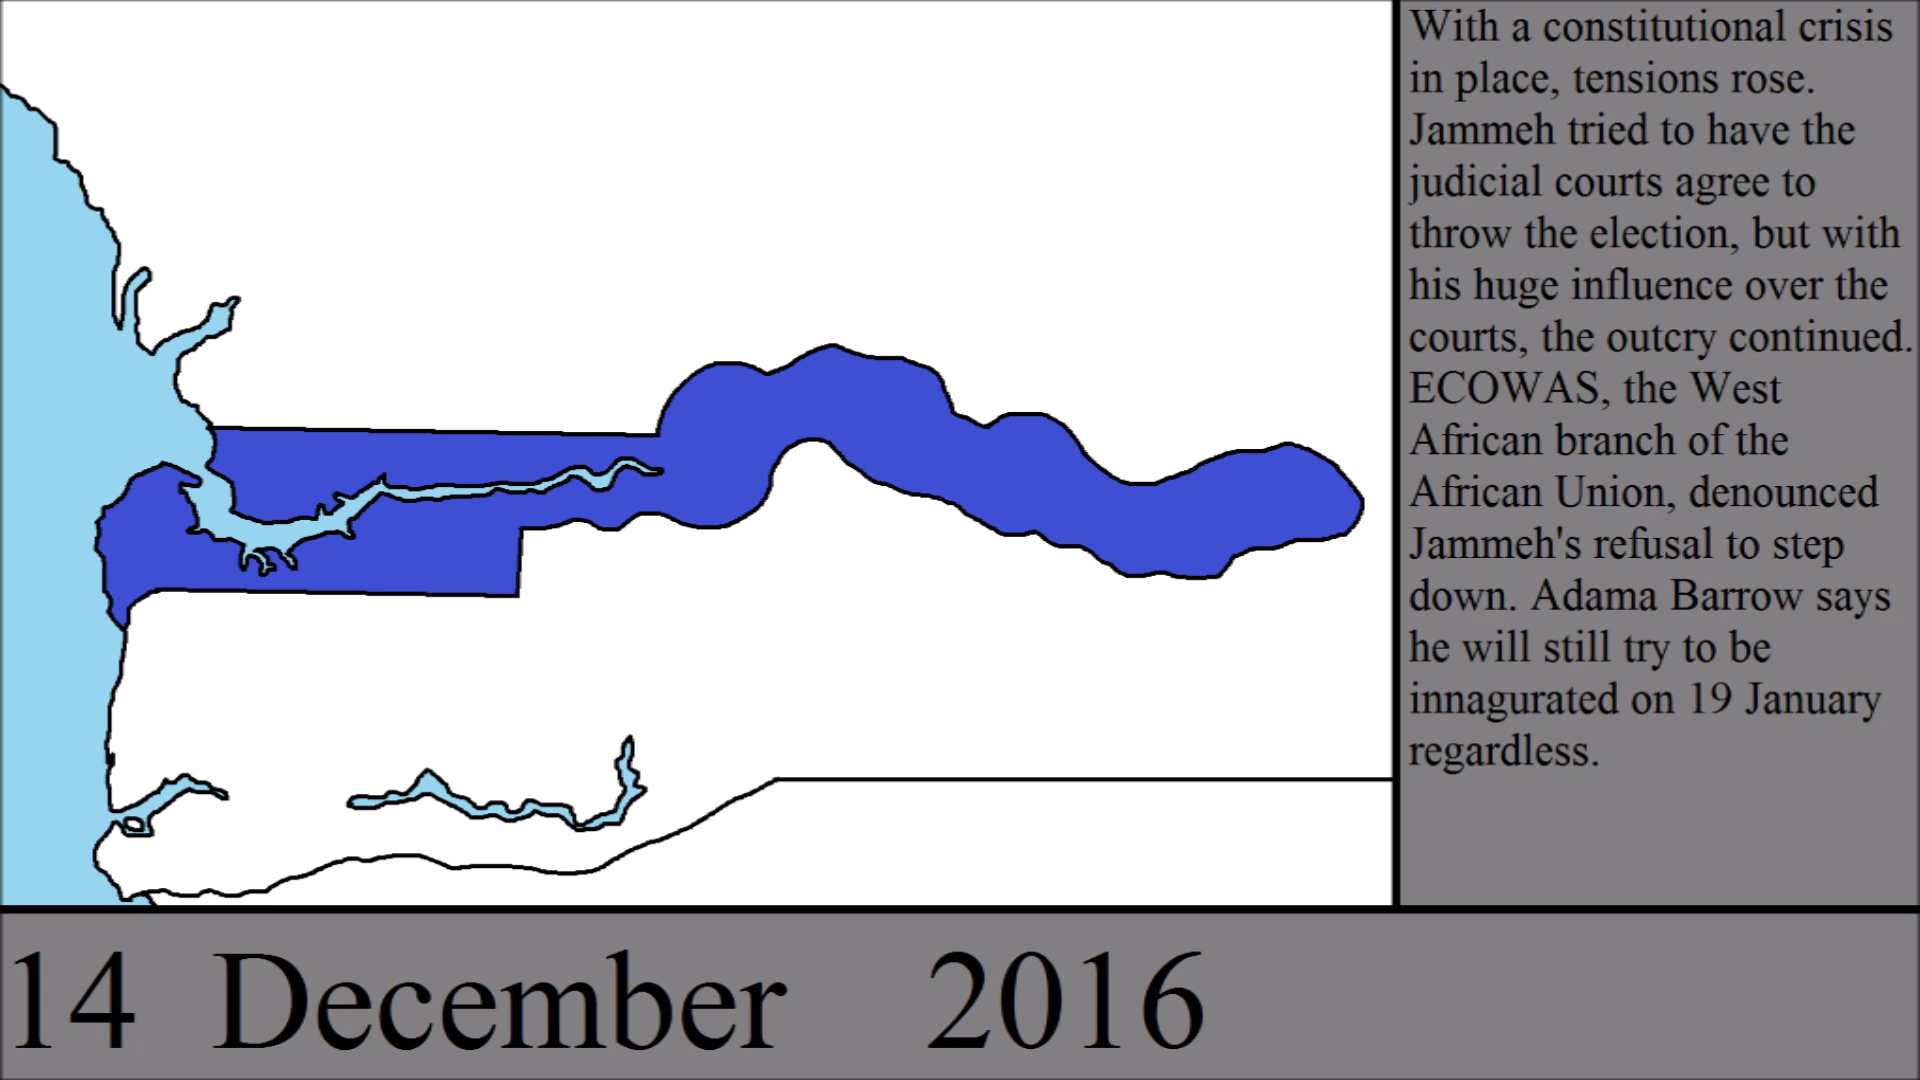 With a constitutional crisis
in place, tensions rose.
Jammeh tried to have the
judicial courts agree to
throw the election, but with
his huge influence over the
courts, the outcry continued.
ECOWAS, the West
African branch of the
African Union, denounced
Jammeh's refusal to step
down. Adama Barrow says
he will still try to be
innagurated on 19 January
regardless.
14 December 2016